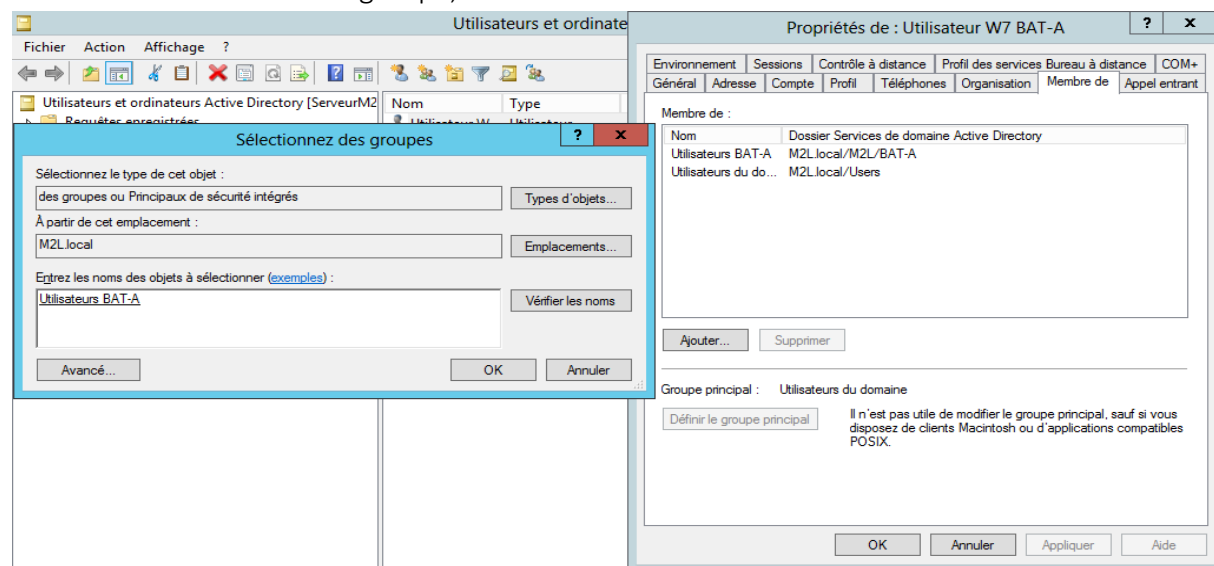 Utilisateurs et ordinate
Fichier Action Affichage ?
Utilisateurs et ordinateurs Active Directory [ServeurM2
Requêtes enregistrées
Nom Type
Utilisateur W Utilisateur
Sélectionnez des groupes ? x
Sélectionnez le type de cet objet :
des groupes ou Principaux de sécurité intégrés Types d'objets...
À partir de cet emplacement :
M2L.local Emplacements...
Entrez les noms des objets à sélectionner (exemples) :
Utilisateurs BAT-A Vérifier les noms
Avancé... OK Annuler
Propriétés de : Utilisateur W7 BAT-A ? x
Environnement Sessions Contrôle à distance Profil des services Bureau à distance COM+
Général Adresse Compte Profil Téléphones Organisation Membre de Appel entrant
Membre de :
Nom Dossier Services de domaine Active Directory
Utilisateurs BAT-A M2L.local/M2L/BAT-A
Utilisateurs du do... M2L.local/Users
Ajouter... Supprimer
Groupe principal : Utilisateurs du domaine
Définir le groupe principal
Il n'est pas utile de modifier le groupe principal, sauf si vous
disposez de clients Macintosh ou d'applications compatibles
POSIX.
OK Annuler Appliquer Aide